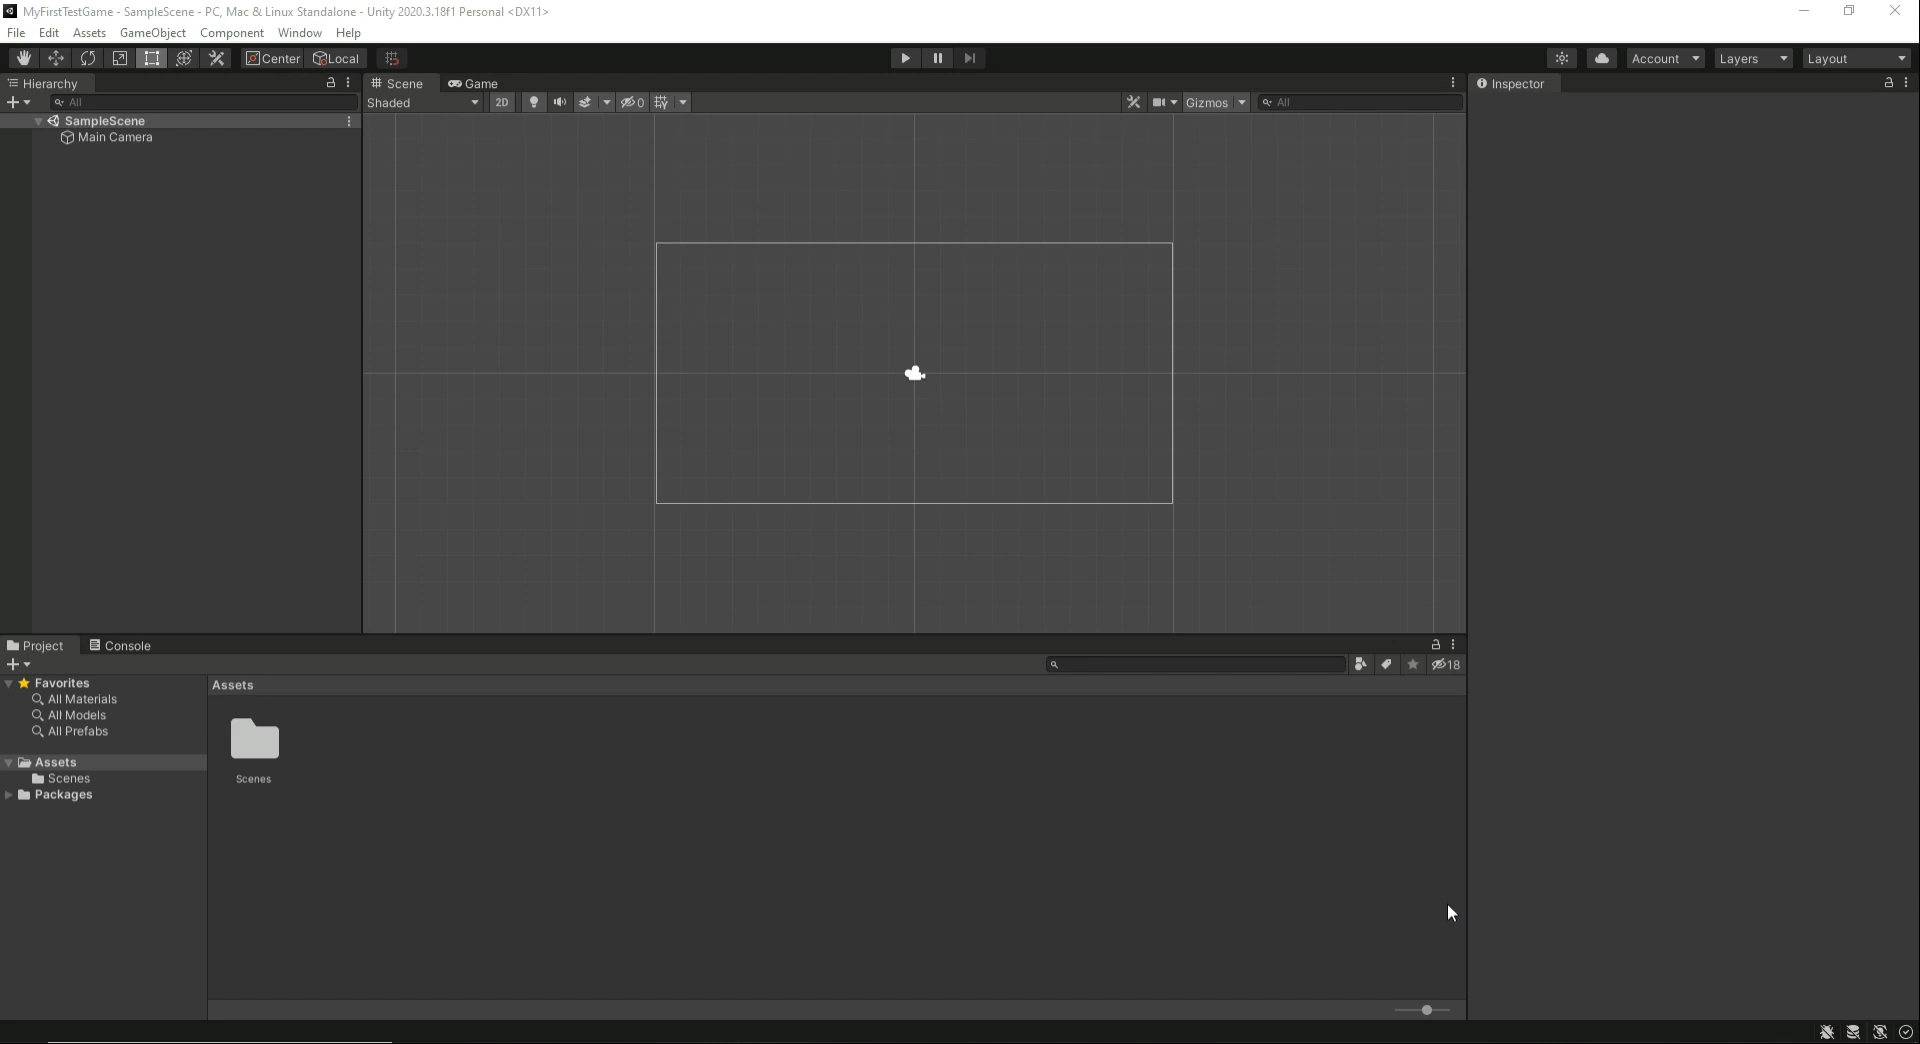 MyFirstTestGame - SampleScene - PC, Mac & Linux Standalone - Unity 2020.3.18f1 Personal <DX11>
File Edit Assets GameObject Component Window Help
Center Local Account Layers Layout
Hierarchy Scene Game Inspector
All Shaded 2D 0 Gizmos All
SampleScene
Main Camera
Project Console
18
Favorites Assets
All Materials
All Models
All Prefabs
Assets
Scenes Scenes
Packages